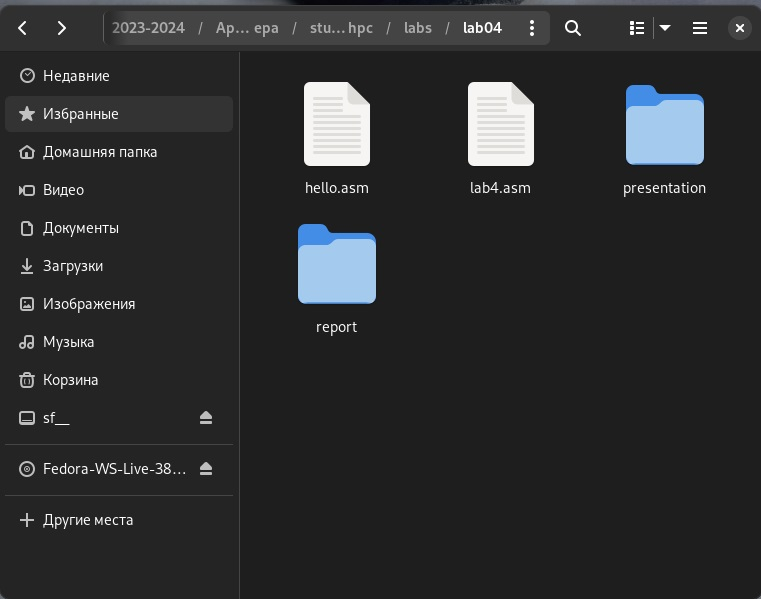 2023-2024 / Ар... ера / stu...hpc / labs / lab04
Недавние
Избранные
Домашняя папка
Видео
Документы
Загрузки
Изображения
Музыка
Корзина
sf__
Fedora-WS-Live-38...
Другие места
hello.asm
lab4.asm
presentation
report